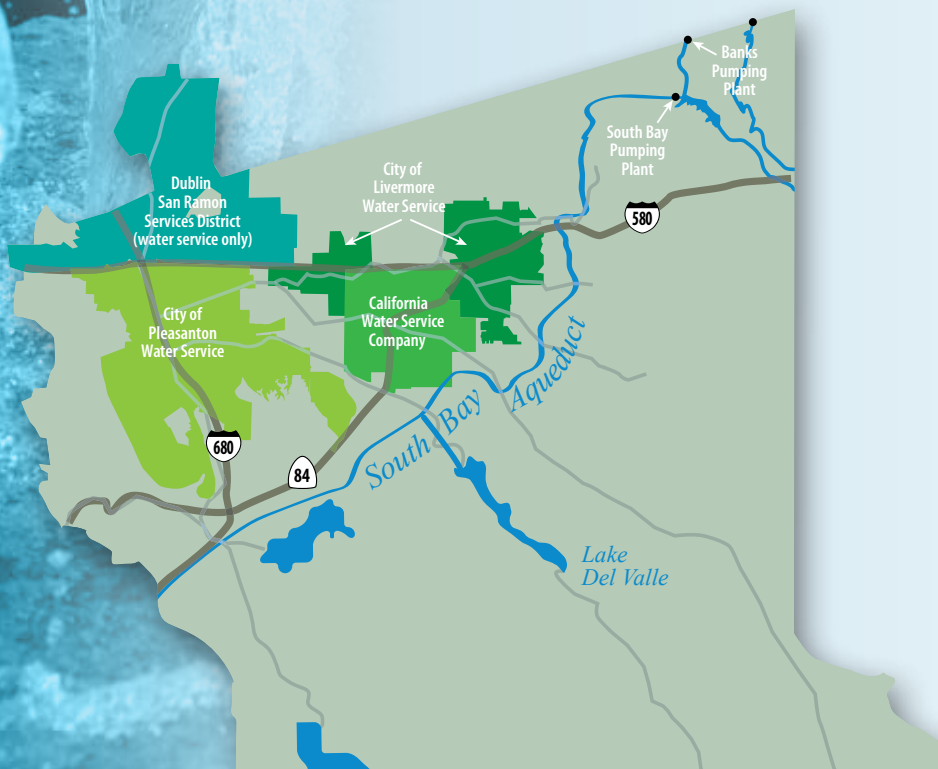 Banks
Pumping
Plant
South Bay
Pumping
Plant
City of
Livermore
Water Service
Dublin
San Ramon
Services District
(water service only)
580
California
Water Service
Company
City of
Pleasanton
Water Service
South Bay Aqueduct
680
84
Lake
Del Valle